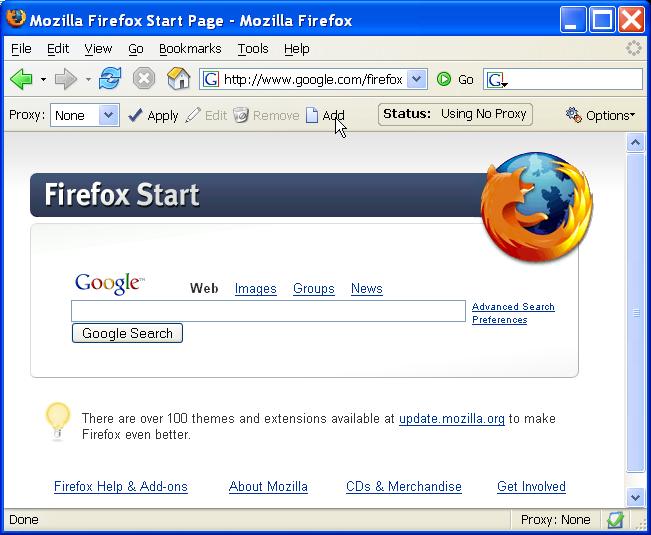 Mozilla Firefox Start Page - Mozilla Firefox
File Edit View Go Bookmarks Tools Help
G http://www.google.com/firefox Go G
Proxy: None Apply Edit Remove Add Status: Using No Proxy Options
Firefox Start
Google™ Web Images Groups News
Advanced Search
Preferences
Google Search
There are over 100 themes and extensions available at update.mozilla.org to make
Firefox even better.
Firefox Help & Add-ons About Mozilla CDs & Merchandise Get Involved
Done Proxy: None